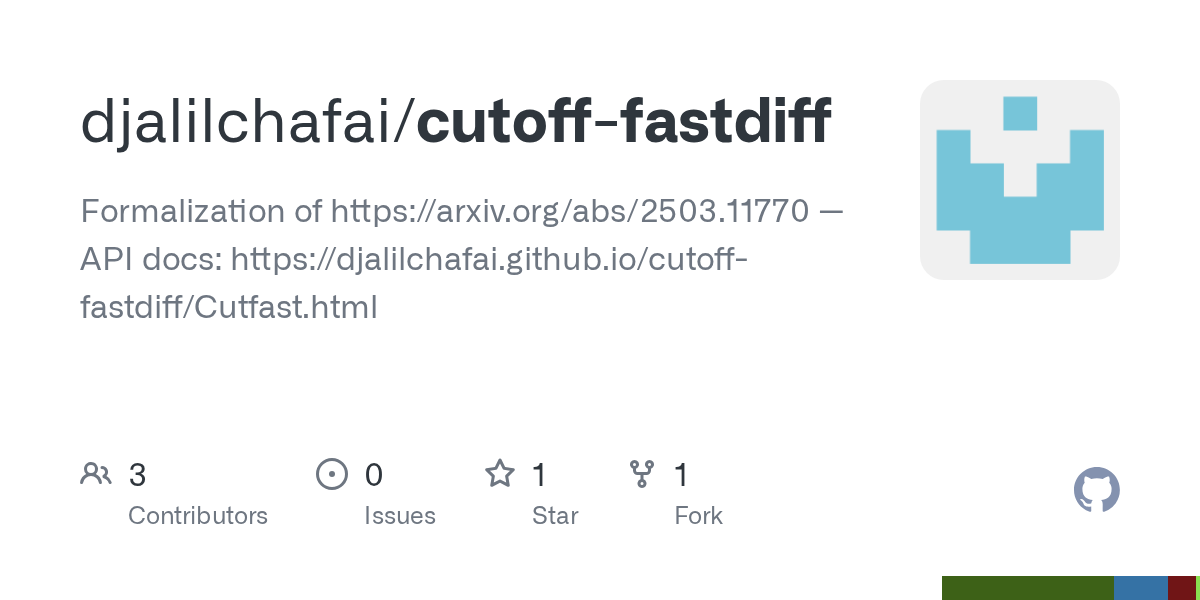 djalilchafai/cutoff-fastdiff
Formalization of https://arxiv.org/abs/2503.11770 —
API docs: https://djalilchafai.github.io/cutoff-
fastdiff/Cutfast.html
3 0 1 1
Contributors Issues Star Fork